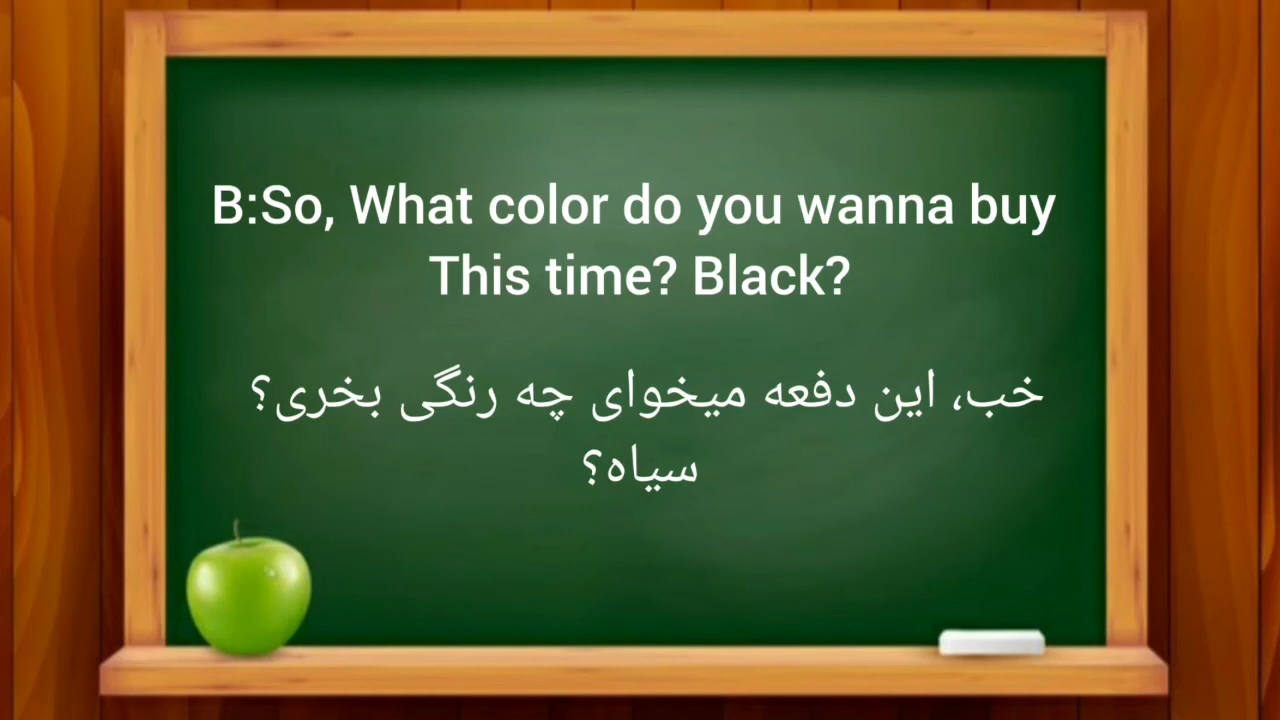 B:So, What color do you wanna buy
This time? Black?
خب، این دفعه میخوای چه رنگی بخری؟
سیاه؟